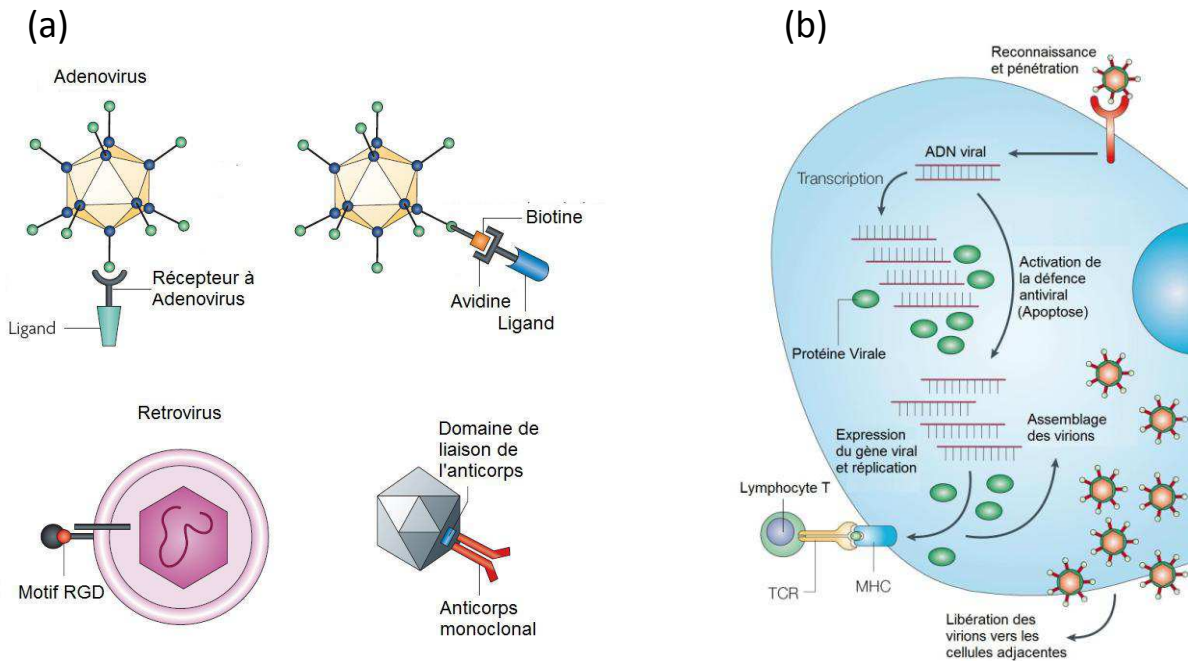 (a)
Adenovirus
Biotine
Récepteur à
Adenovirus
Avidine
Ligand
Ligand
Retrovirus
Domaine de
liaison de
l'anticorps
Motif RGD
Anticorps
monoclonal
(b)
Reconnaissance
et pénétration
ADN viral
Transcription
Activation de
la défence
antiviral
(Apoptose)
Protéine Virale
Expression
du gène viral
et réplication
Assemblage
des virions
Lymphocyte T
TCR
MHC
Libération des
virions vers les
cellules adjacentes